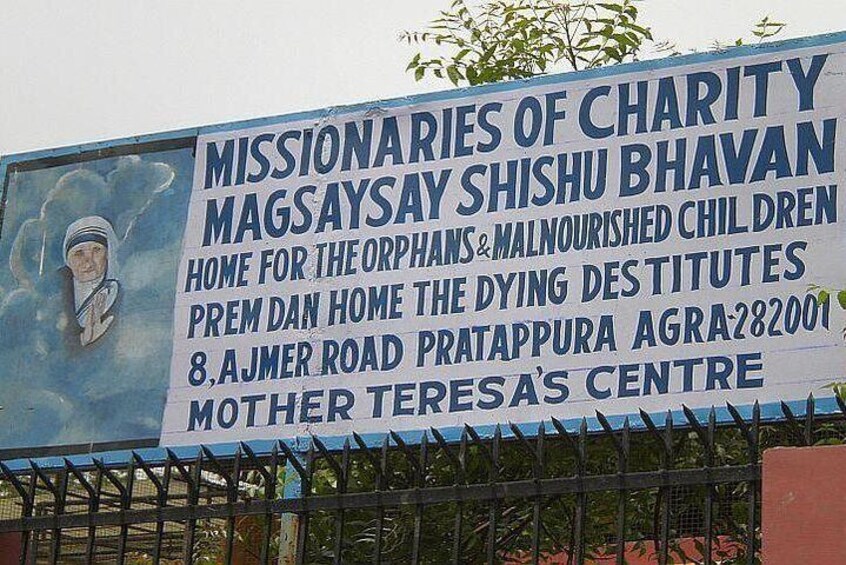 MISSIONARIES OF CHARITY
MAGSAYSAY SHISHU BHAVAN
HOME FOR THE ORPHANS & MALNOURISHED CHILDREN
PREM DAN HOME THE DYING DESTITUTES
8, AJMER ROAD PRATAPPURA AGRA-282001
MOTHER TERESA'S CENTRE